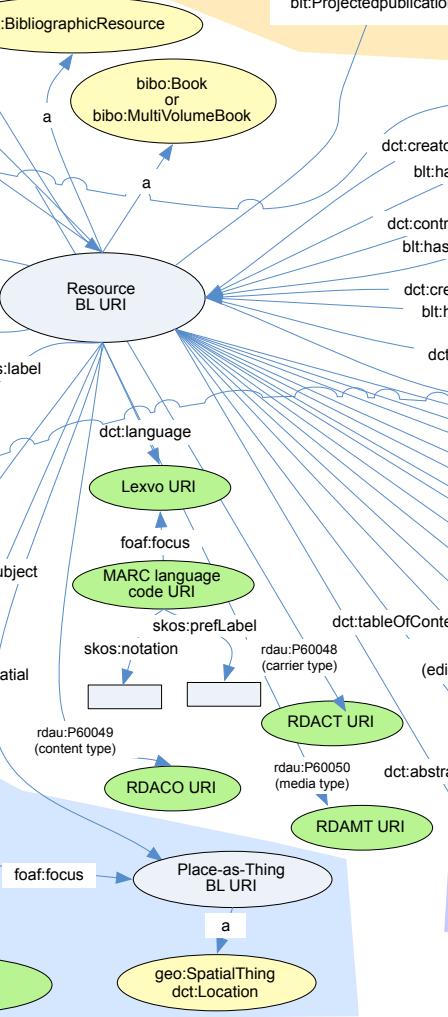 blt:Projectedpublication
:BibliographicResource
bibo:Book
or
bibo:MultiVolumeBook
a
a
dct:creato
blt:ha
dct:contr
blt:has
dct:cre
blt:h
dct
Resource
BL URI
s:label
dct:language
Lexvo URI
foaf:focus
MARC language
code URI
ubject
skos:prefLabel
skos:notation
dct:tableOfConte
rdau:P60048
(carrier type)
(edi
atial
RDACT URI
rdau:P60049
(content type)
rdau:P60050
(media type)
dct:abstra
RDACO URI
RDAMT URI
foaf:focus
Place-as-Thing
BL URI
a
geo:SpatialThing
dct:Location